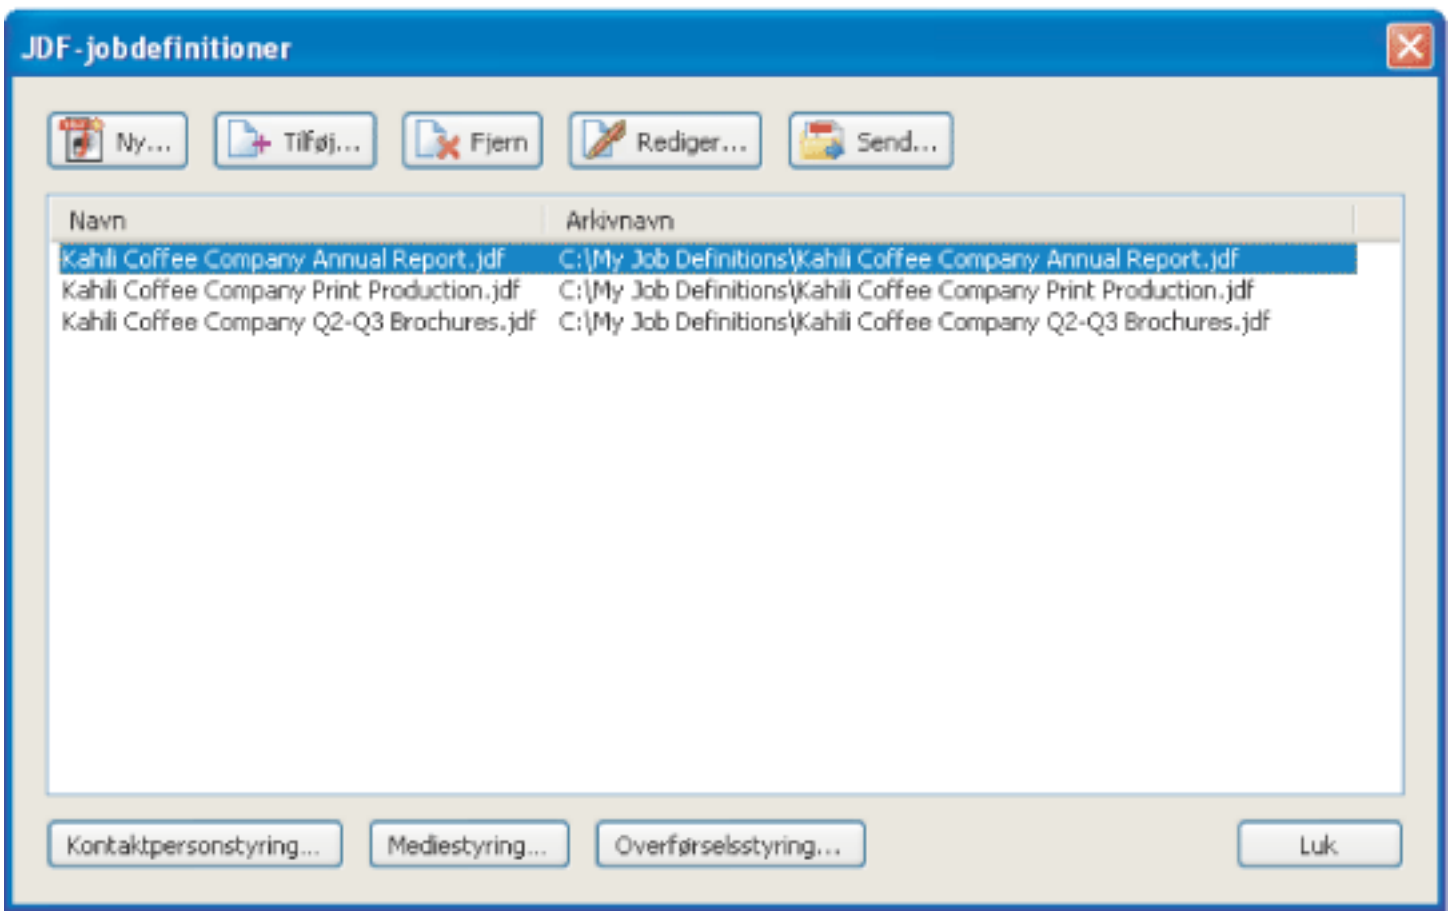 JDF-jobdefinitioner
Ny... Tilføj... Fjern Rediger... Send...
Navn Arkivnavn
Kahili Coffee Company Annual Report.jdf C:\My Job Definitions\Kahili Coffee Company Annual Report.jdf
Kahili Coffee Company Print Production.jdf C:\My Job Definitions\Kahili Coffee Company Print Production.jdf
Kahili Coffee Company Q2-Q3 Brochures.jdf C:\My Job Definitions\Kahili Coffee Company Q2-Q3 Brochures.jdf
Kontaktpersonstyring... Mediestyring... Overførselsstyring... Luk